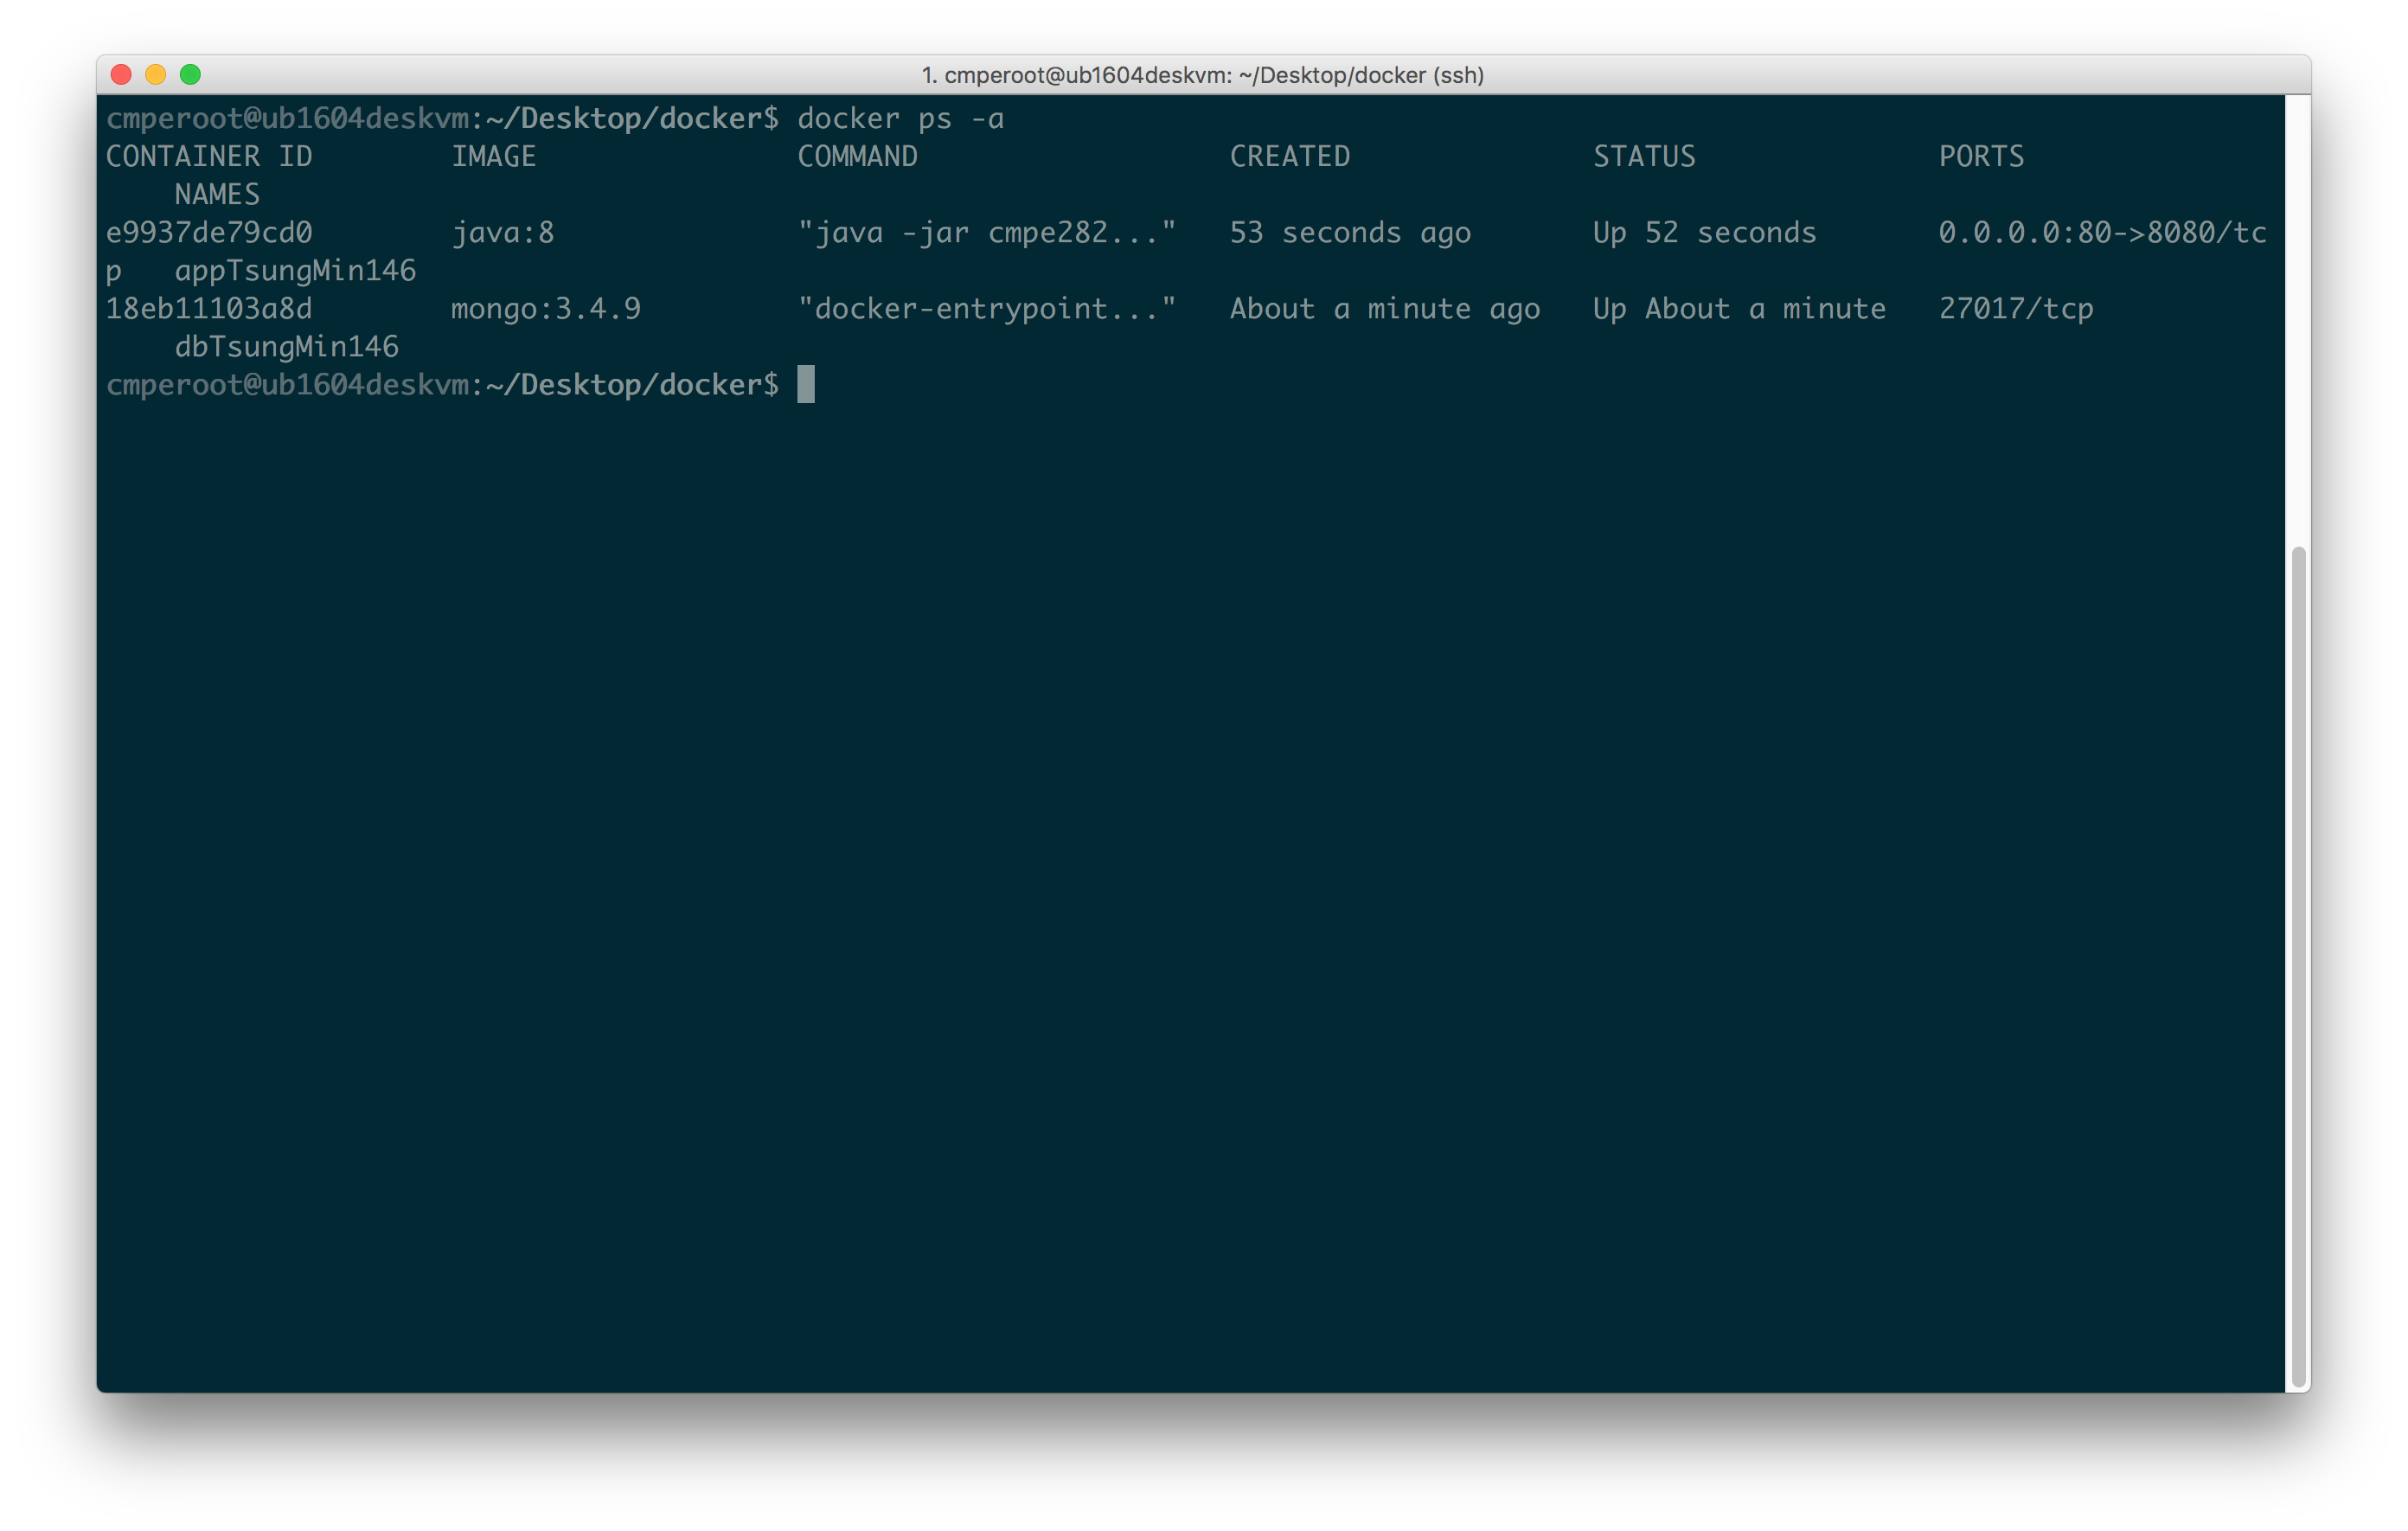 1. cmperoot@ub1604deskvm: ~/Desktop/docker (ssh)
cmperoot@ub1604deskvm:~/Desktop/docker$ docker ps -a
CONTAINER ID        IMAGE               COMMAND                  CREATED              STATUS              PORTS
    NAMES
e9937de79cd0        java:8              "java -jar cmpe282..."   53 seconds ago       Up 52 seconds       0.0.0.0:80->8080/tc
p   appTsungMin146
18eb11103a8d        mongo:3.4.9         "docker-entrypoint..."   About a minute ago   Up About a minute   27017/tcp
    dbTsungMin146
cmperoot@ub1604deskvm:~/Desktop/docker$